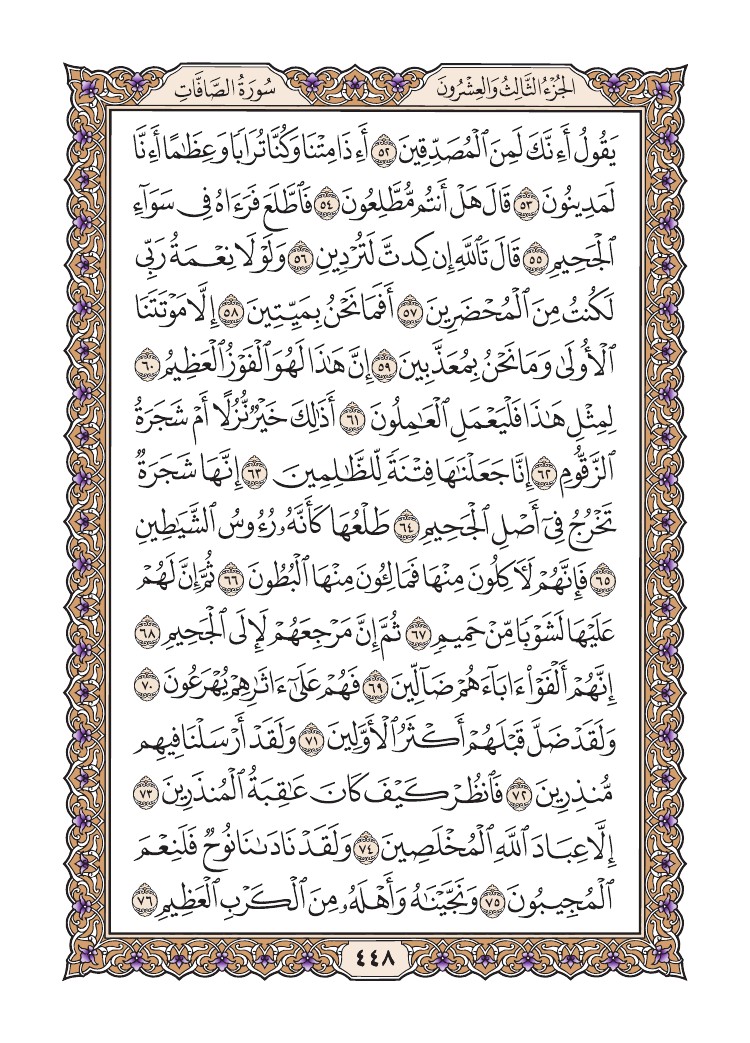 الجُزْءُ الثَّالِثُ وَالعِشْرُونَ
سُورَةُ الصَّافَّاتِ
يَقُولُ أَءِنَّكَ لَمِنَ ٱلْمُصَدِّقِينَ ٥٢ أَءِذَا مِتْنَا وَكُنَّا تُرَابًا وَعِظَٰمًا أَءِنَّا
لَمَدِينُونَ ٥٣ قَالَ هَلْ أَنتُم مُّطَّلِعُونَ ٥٤ فَٱطَّلَعَ فَرَءَاهُ فِى سَوَآءِ
ٱلْجَحِيمِ ٥٥ قَالَ تَٱللَّهِ إِن كِدتَّ لَتُرْدِينِ ٥٦ وَلَوْلَا نِعْمَةُ رَبِّى
لَكُنتُ مِنَ ٱلْمُحْضَرِينَ ٥٧ أَفَمَا نَحْنُ بِمَيِّتِينَ ٥٨ إِلَّا مَوْتَتَنَا
ٱلْأُولَىٰ وَمَا نَحْنُ بِمُعَذَّبِينَ ٥٩ إِنَّ هَٰذَا لَهُوَ ٱلْفَوْزُ ٱلْعَظِيمُ ٦٠
لِمِثْلِ هَٰذَا فَلْيَعْمَلِ ٱلْعَٰمِلُونَ ٦١ أَذَٰلِكَ خَيْرٌ نُّزُلًا أَمْ شَجَرَةُ
ٱلزَّقُّومِ ٦٢ إِنَّا جَعَلْنَٰهَا فِتْنَةً لِّلظَّٰلِمِينَ ٦٣ إِنَّهَا شَجَرَةٌ
تَخْرُجُ فِىٓ أَصْلِ ٱلْجَحِيمِ ٦٤ طَلْعُهَا كَأَنَّهُۥ رُءُوسُ ٱلشَّيَٰطِينِ
٦٥ فَإِنَّهُمْ لَءَاكِلُونَ مِنْهَا فَمَالِـُٔونَ مِنْهَا ٱلْبُطُونَ ٦٦ ثُمَّ إِنَّ لَهُمْ
عَلَيْهَا لَشَوْبًا مِّنْ حَمِيمٍ ٦٧ ثُمَّ إِنَّ مَرْجِعَهُمْ لَإِلَى ٱلْجَحِيمِ ٦٨
إِنَّهُمْ أَلْفَوْا۟ ءَابَآءَهُمْ ضَآلِّينَ ٦٩ فَهُمْ عَلَىٰٓ ءَاثَٰرِهِمْ يُهْرَعُونَ ٧٠
وَلَقَدْ ضَلَّ قَبْلَهُمْ أَكْثَرُ ٱلْأَوَّلِينَ ٧١ وَلَقَدْ أَرْسَلْنَا فِيهِم
مُّنذِرِينَ ٧٢ فَٱنظُرْ كَيْفَ كَانَ عَٰقِبَةُ ٱلْمُنذَرِينَ ٧٣
إِلَّا عِبَادَ ٱللَّهِ ٱلْمُخْلَصِينَ ٧٤ وَلَقَدْ نَادَىٰنَا نُوحٌ فَلَنِعْمَ
ٱلْمُجِيبُونَ ٧٥ وَنَجَّيْنَٰهُ وَأَهْلَهُۥ مِنَ ٱلْكَرْبِ ٱلْعَظِيمِ ٧٦
٤٤٨